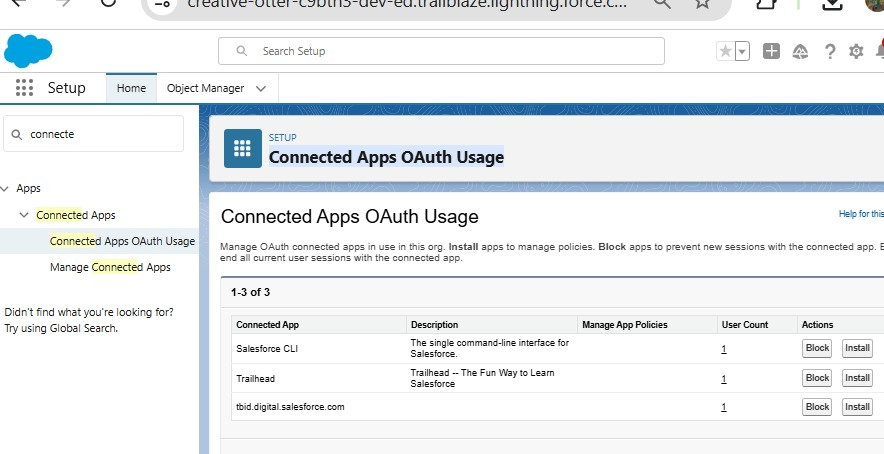 creative-otter-c9bth3-dev-ed.trailblaze.lightning.force.c...
Search Setup
Setup
Home
Object Manager
connecte
SETUP
Connected Apps OAuth Usage
Apps
Connected Apps
Connected Apps OAuth Usage
Manage Connected Apps
Didn't find what you're looking for?
Try using Global Search.
Connected Apps OAuth Usage
Help for this
Manage OAuth connected apps in use in this org. Install apps to manage policies. Block apps to prevent new sessions with the connected app.
end all current user sessions with the connected app.
1-3 of 3
Connected App Description Manage App Policies User Count Actions
Salesforce CLI The single command-line interface for Salesforce. 1 Block Install
Trailhead Trailhead -- The Fun Way to Learn Salesforce 1 Block Install
tbid.digital.salesforce.com 1 Block Install